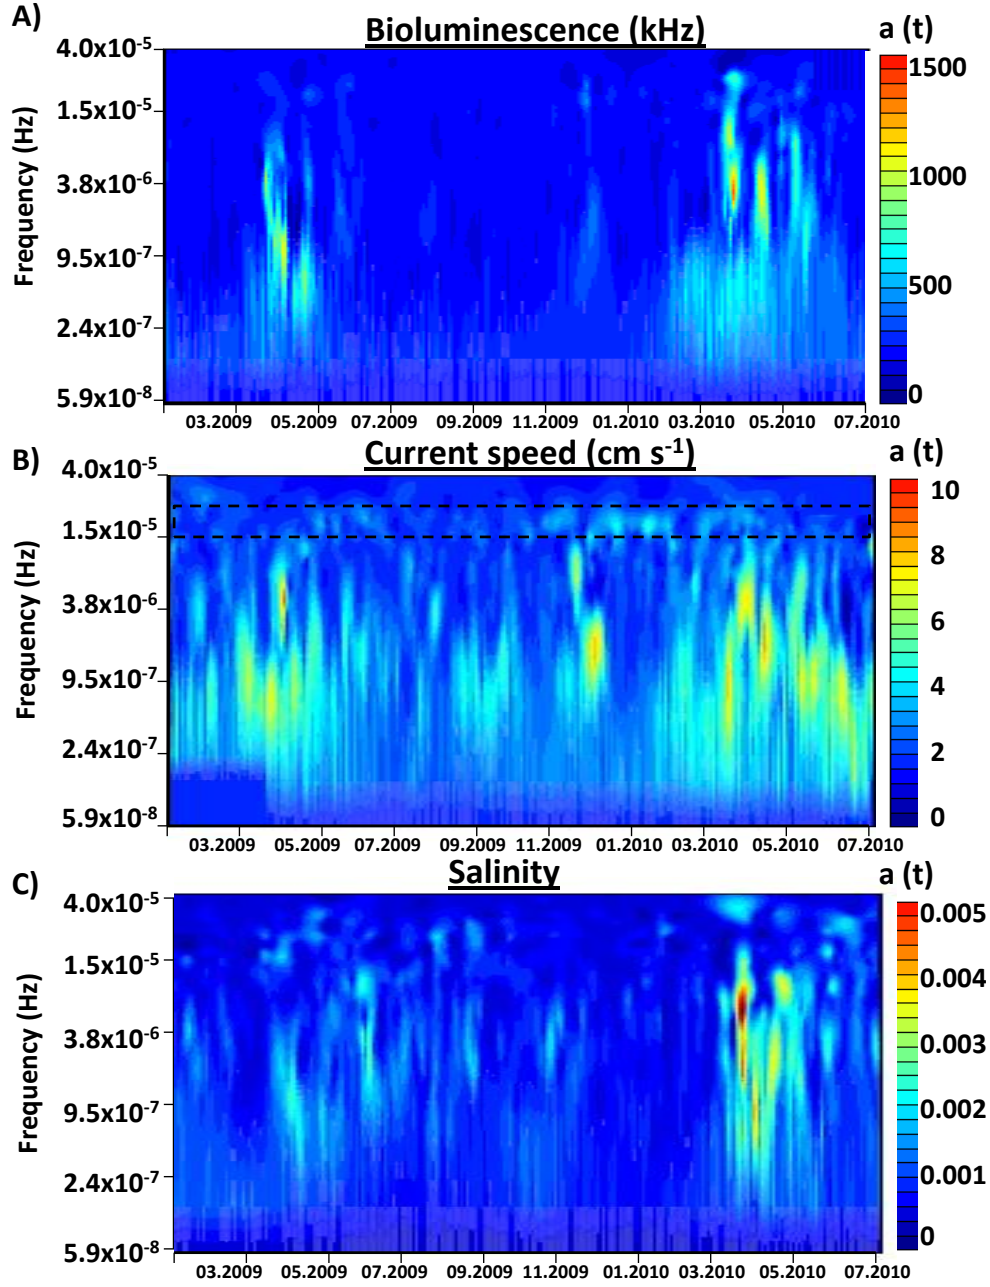 A)
Bioluminescence (kHz)
a (t)
Frequency (Hz)
4.0x10⁻⁵
1.5x10⁻⁵
3.8x10⁻⁶
9.5x10⁻⁷
2.4x10⁻⁷
5.9x10⁻⁸
1500
1000
500
0
03.2009 05.2009 07.2009 09.2009 11.2009 01.2010 03.2010 05.2010 07.2010
B)
Current speed (cm s⁻¹)
a (t)
Frequency (Hz)
4.0x10⁻⁵
1.5x10⁻⁵
3.8x10⁻⁶
9.5x10⁻⁷
2.4x10⁻⁷
5.9x10⁻⁸
10
8
6
4
2
0
03.2009 05.2009 07.2009 09.2009 11.2009 01.2010 03.2010 05.2010 07.2010
C)
Salinity
a (t)
Frequency (Hz)
4.0x10⁻⁵
1.5x10⁻⁵
3.8x10⁻⁶
9.5x10⁻⁷
2.4x10⁻⁷
5.9x10⁻⁸
0.005
0.004
0.003
0.002
0.001
0
03.2009 05.2009 07.2009 09.2009 11.2009 01.2010 03.2010 05.2010 07.2010